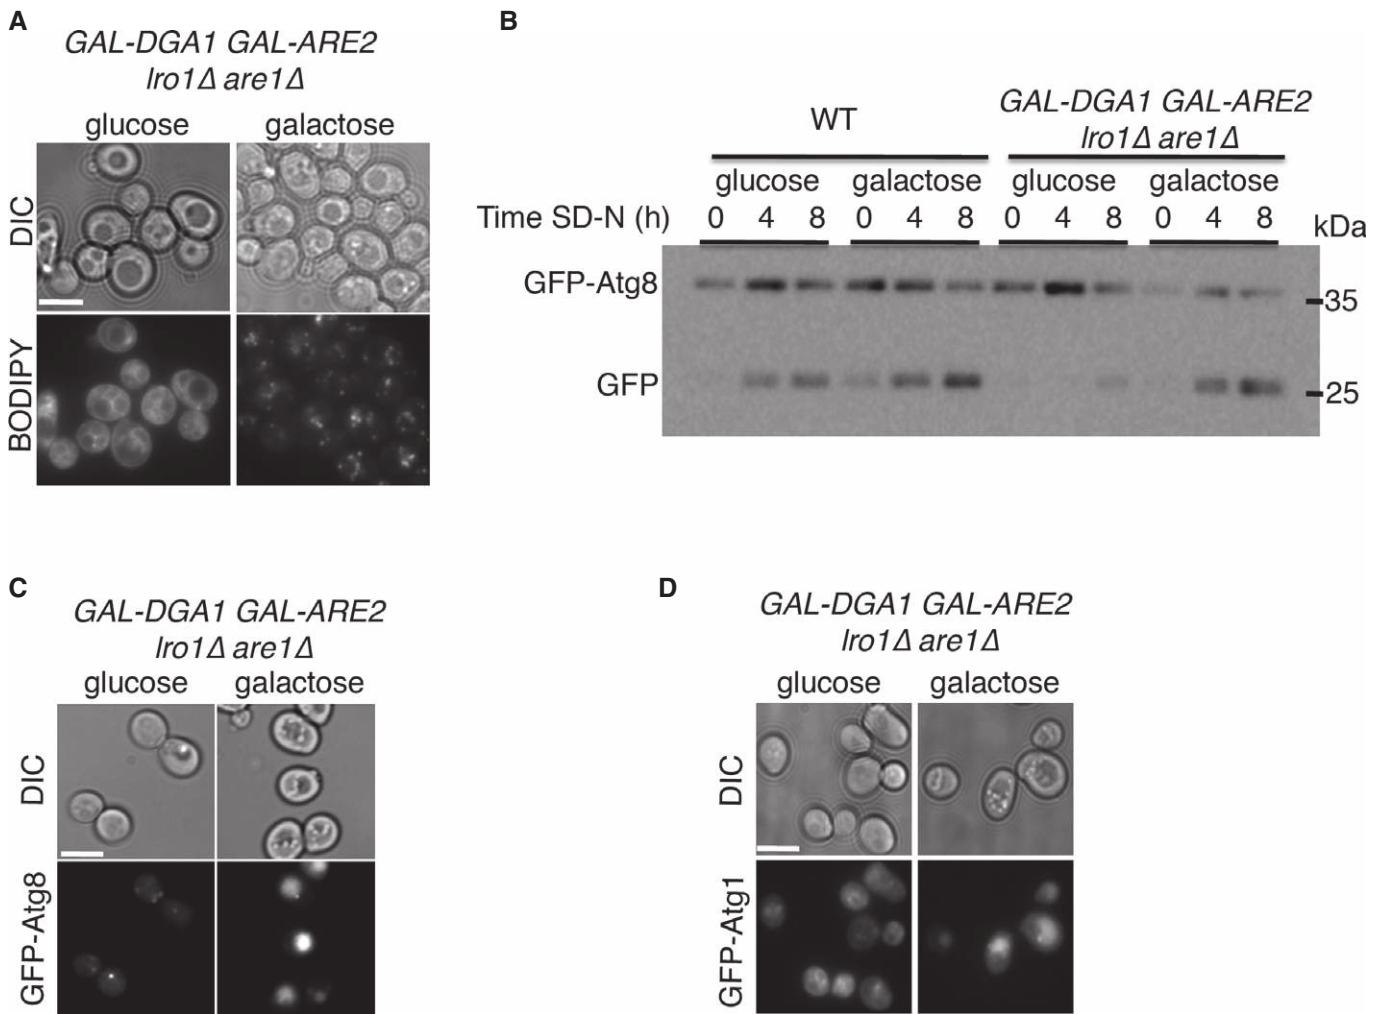 A
GAL-DGA1 GAL-ARE2
lro1Δ are1Δ
glucose galactose
DIC
BODIPY
B
WT
GAL-DGA1 GAL-ARE2
lro1Δ are1Δ
glucose galactose glucose galactose
Time SD-N (h) 0 4 8 0 4 8 0 4 8 0 4 8 kDa
GFP-Atg8
35
GFP
25
C
GAL-DGA1 GAL-ARE2
lro1Δ are1Δ
glucose galactose
DIC
GFP-Atg8
D
GAL-DGA1 GAL-ARE2
lro1Δ are1Δ
glucose galactose
DIC
GFP-Atg1